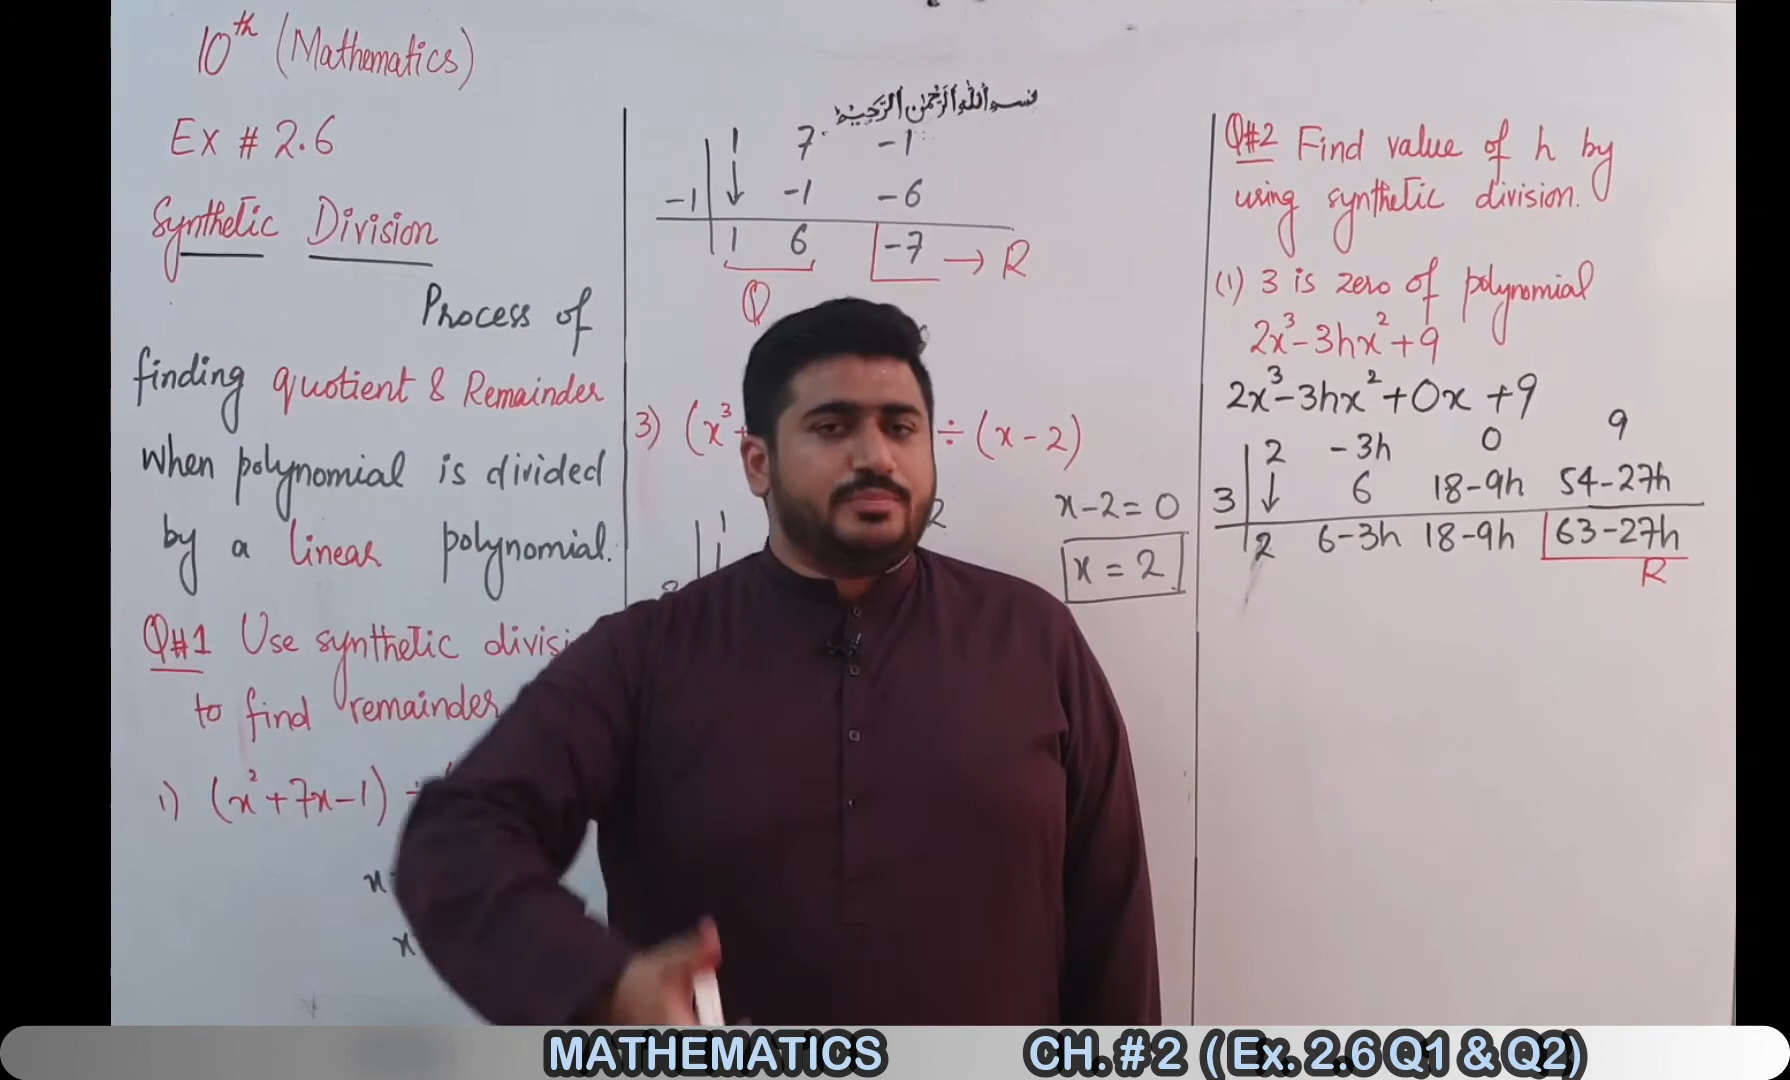 10th (Mathematics)
Ex # 2.6
Synthetic Division
Process of
finding quotient & Remainder
when polynomial is divided
by a linear polynomial.
Q#1 Use synthetic divisi
to find remainder
1) (x² + 7x - 1) ÷
x
x
بسم الله الرحمن الرحيم
1 7 -1
-1 ↓ -1 -6
1 6 -7 → R
Q
3) (x³ + ÷ (x - 2)
1 2
x - 2 = 0
x = 2
Q#2 Find value of h by
using synthetic division.
(1) 3 is zero of polynomial
2x³ - 3hx² + 9
2x³ - 3hx² + 0x + 9
2 - 3h 0 9
3 ↓ 6 18-9h 54-27h
2 6-3h 18-9h 63-27h
R
MATHEMATICS CH. # 2 ( Ex. 2.6 Q1 & Q2)